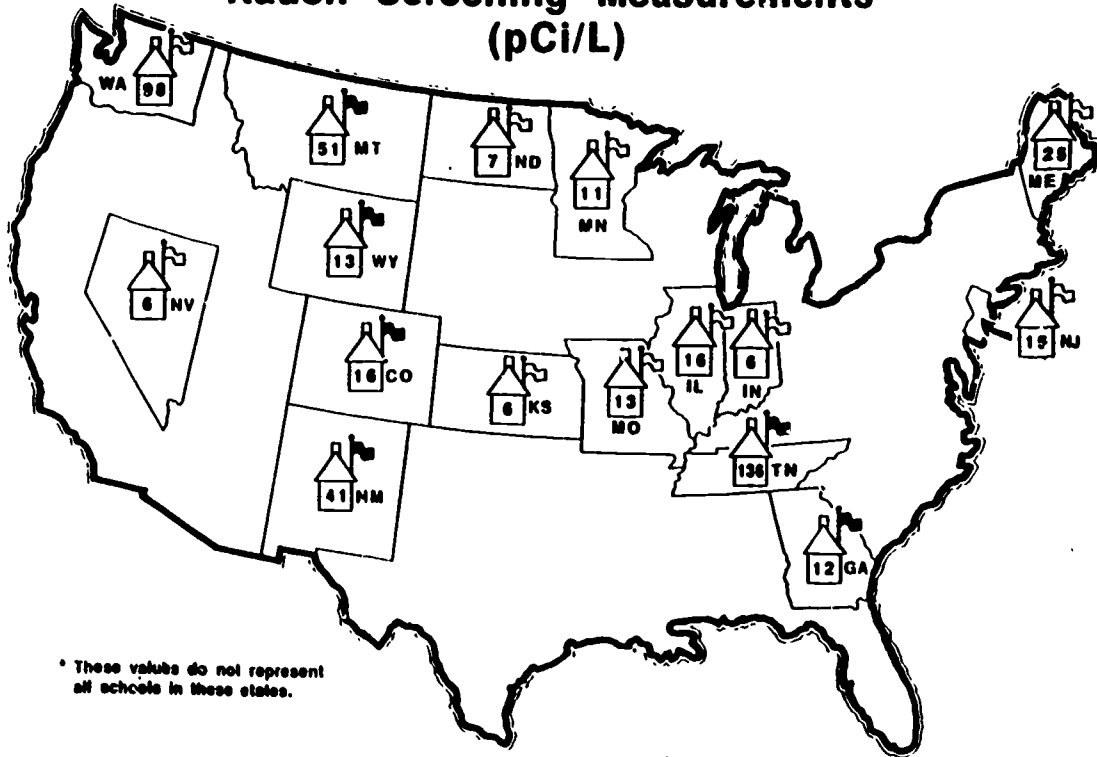 Radon Screening Measurements
(pCi/L)
WA 98
51 MT
7 ND
11
MN
28
ME
13 WY
6 NV
16 CO
6 KS
13
MO
16
IL
6
IN
15 NJ
136 TN
41 NM
12 GA
* These values do not represent
all schools in these states.